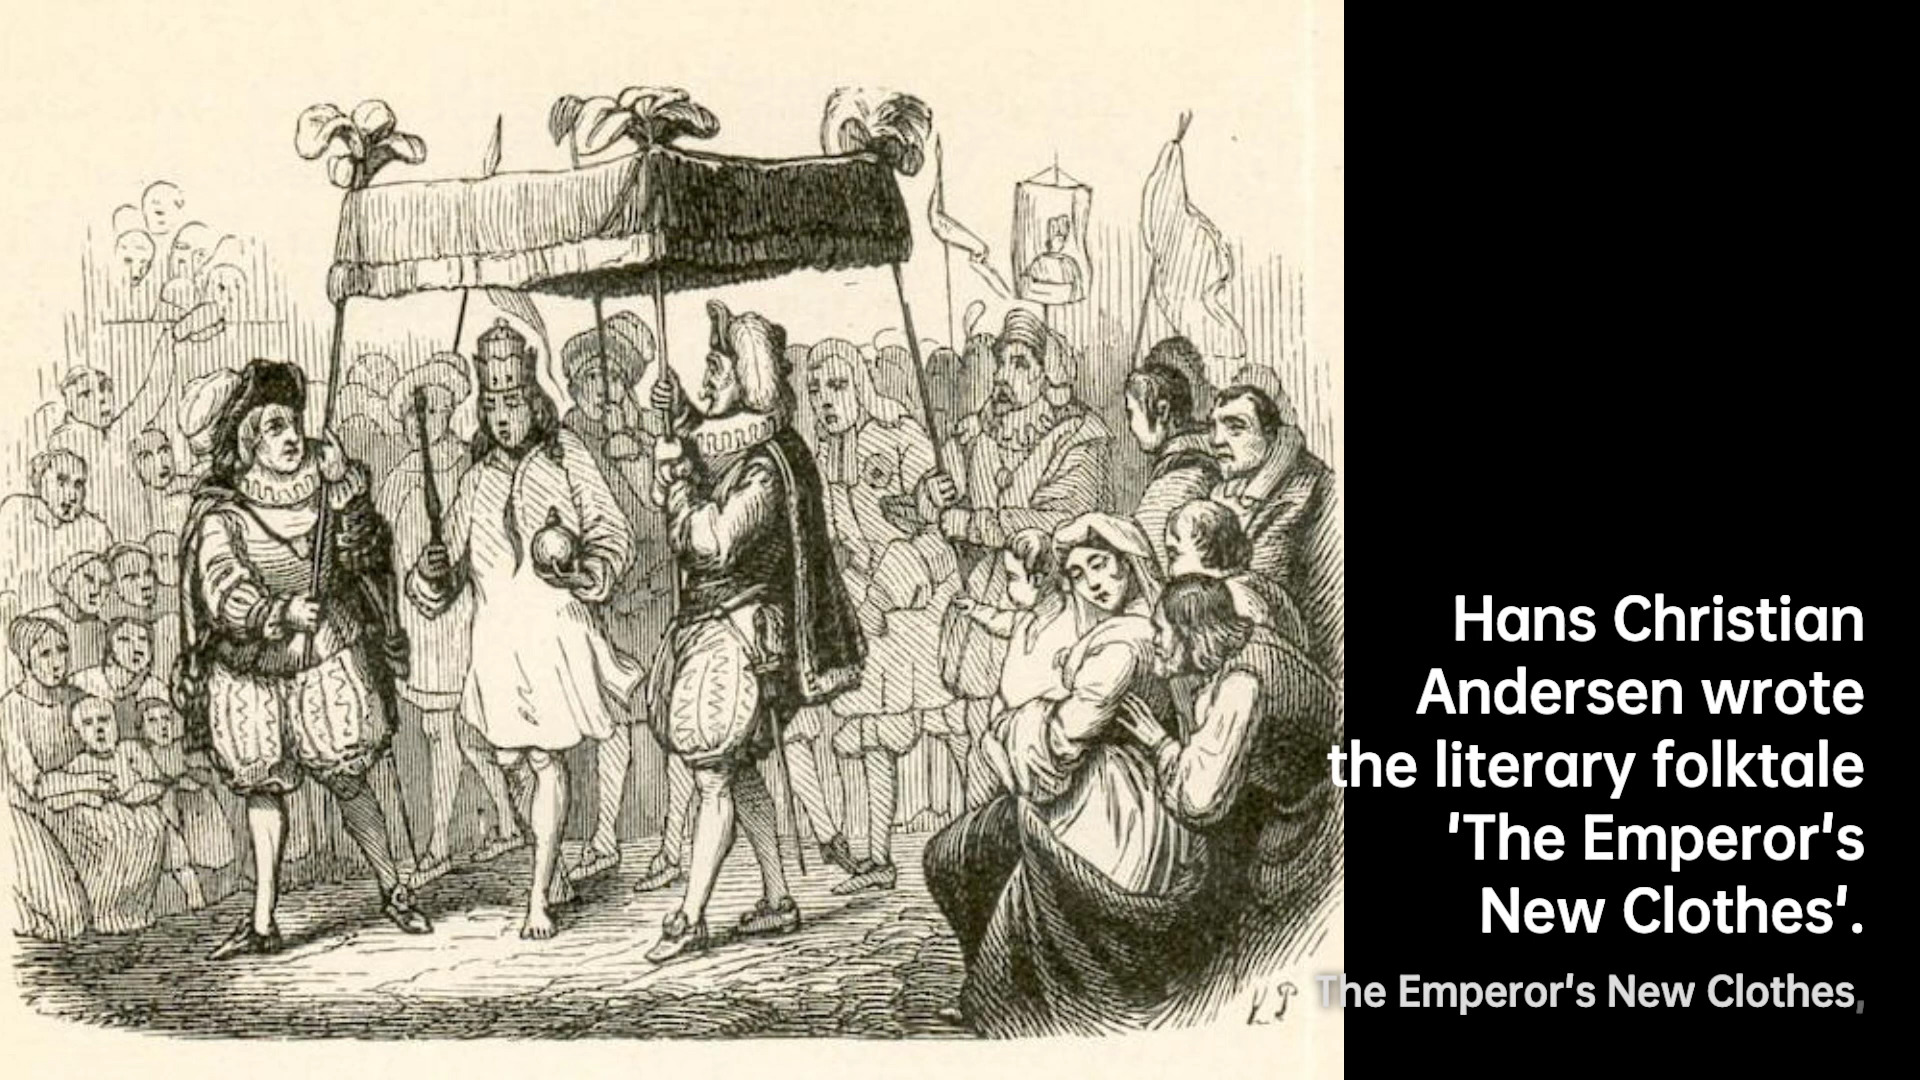 Hans Christian
Andersen wrote
the literary folktale
'The Emperor's
New Clothes'.
The Emperor's New Clothes,